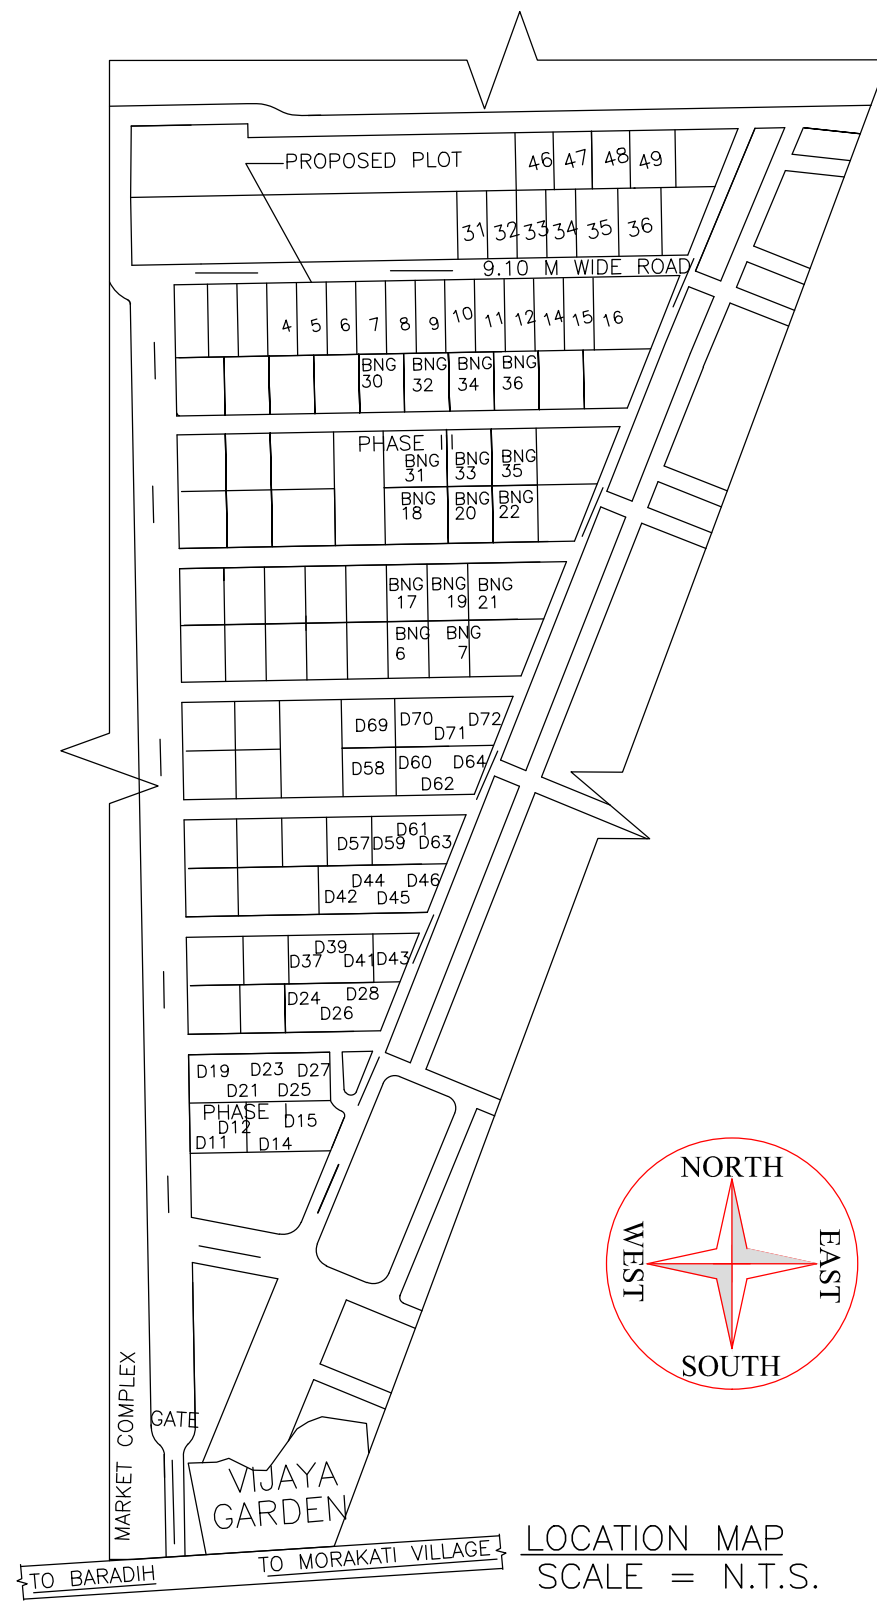 PROPOSED PLOT
46 47 48 49
31 32 33 34 35 36
9.10 M WIDE ROAD
4 5 6 7 8 9 10 11 12 14 15 16
BNG 30 BNG 32 BNG 34 BNG 36
PHASE III
BNG 31 BNG 33 BNG 35
BNG 18 BNG 20 BNG 22
BNG 17 BNG 19 BNG 21
BNG 6 BNG 7
D69 D70 D71 D72
D58 D60 D62 D64
D57 D59 D61 D63
D42 D44 D45 D46
D37 D39 D41 D43
D24 D26 D28
D19 D21 D23 D25 D27
PHASE I
D11 D12 D14 D15
NORTH
WEST
EAST
SOUTH
MARKET COMPLEX
GATE
VIJAYA
GARDEN
TO BARADIH
TO MORAKATI VILLAGE
LOCATION MAP
SCALE = N.T.S.